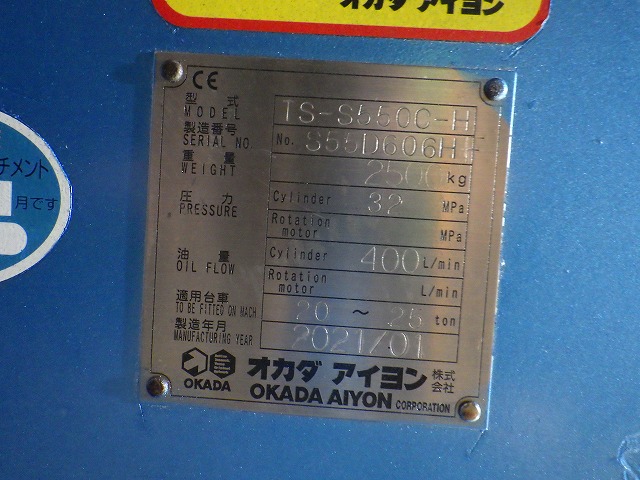 オカダ アイヨン
CE
型式 MODEL TS-S550C-H
製造番号 SERIAL NO No. S55D606H
重量 WEIGHT 2500 kg
圧力 PRESSURE Cylinder 32 MPa
Rotation motor MPa
油量 OIL FLOW Cylinder 400 L/min
Rotation motor L/min
適用台車 TO BE FITTED ON MACH 20 ~ 25 ton
製造年月 MANUFACTURING YEAR 2021/01
OKADA オカダ アイヨン 株式会社
OKADA AIYON CORPORATION
チメント
月です